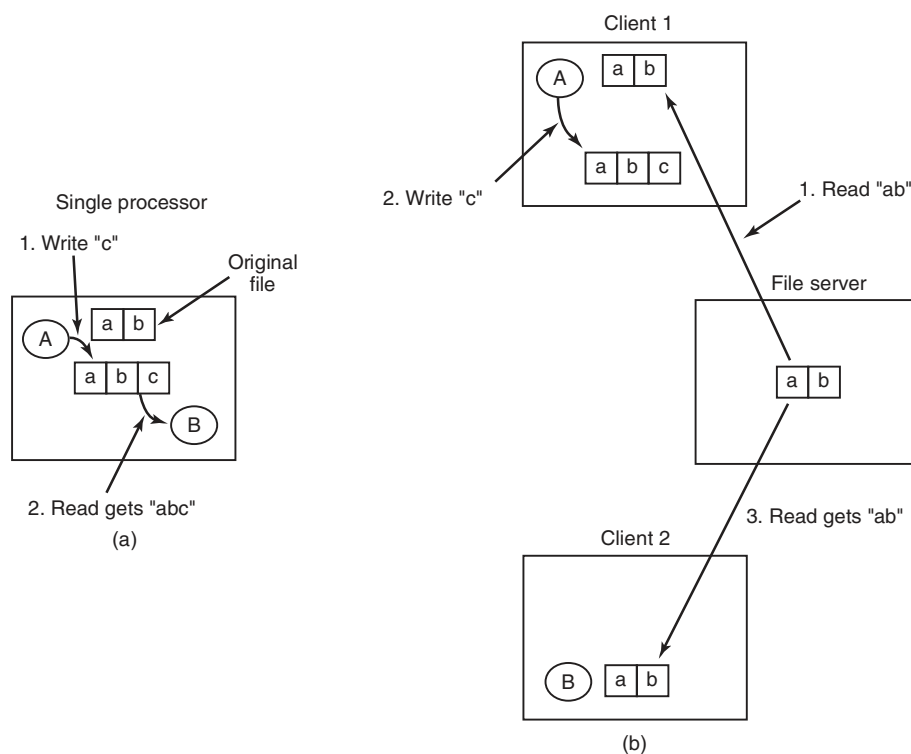 Single processor
1. Write "c"
Original
file
A
a b
a b c
B
2. Read gets "abc"
(a)
Client 1
A
a b
2. Write "c"
a b c
1. Read "ab"
File server
a b
3. Read gets "ab"
Client 2
B
a b
(b)